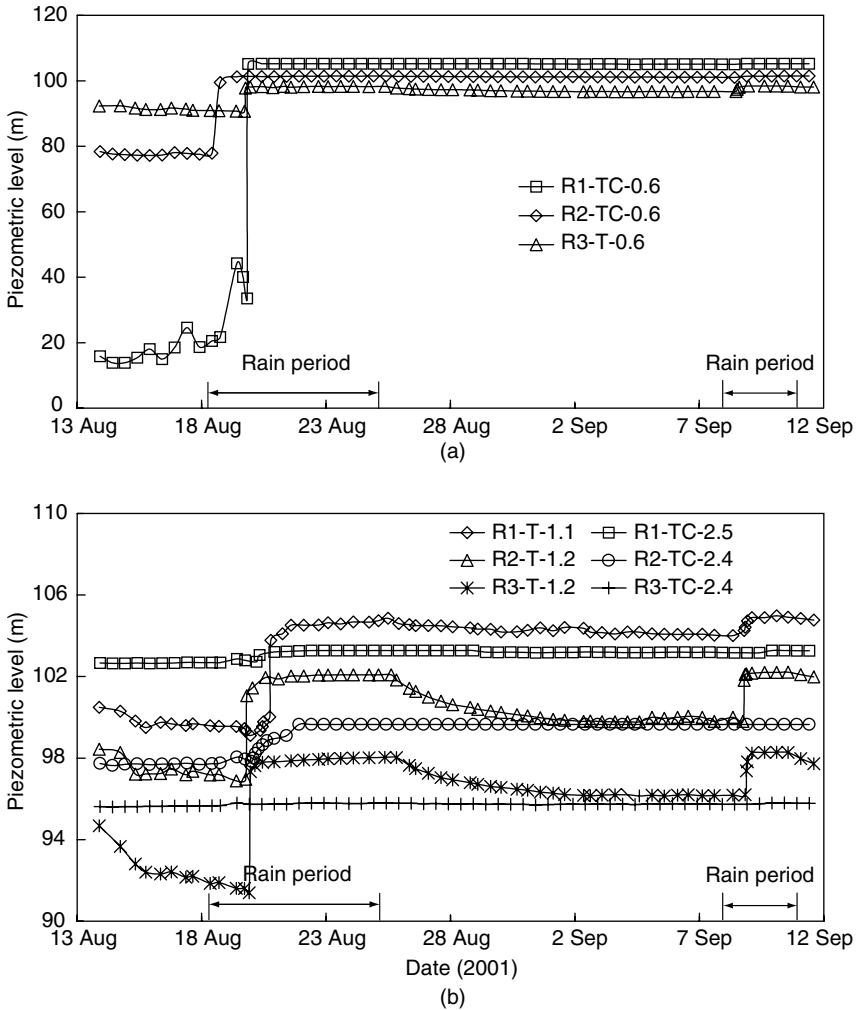 120
100
80
60
40
20
0
Piezometric level (m)
R1-TC-0.6
R2-TC-0.6
R3-T-0.6
Rain period
Rain period
13 Aug 18 Aug 23 Aug 28 Aug 2 Sep 7 Sep 12 Sep
(a)
110
106
102
98
94
90
Piezometric level (m)
R1-T-1.1 R1-TC-2.5
R2-T-1.2 R2-TC-2.4
R3-T-1.2 R3-TC-2.4
Rain period
Rain period
13 Aug 18 Aug 23 Aug 28 Aug 2 Sep 7 Sep 12 Sep
Date (2001)
(b)